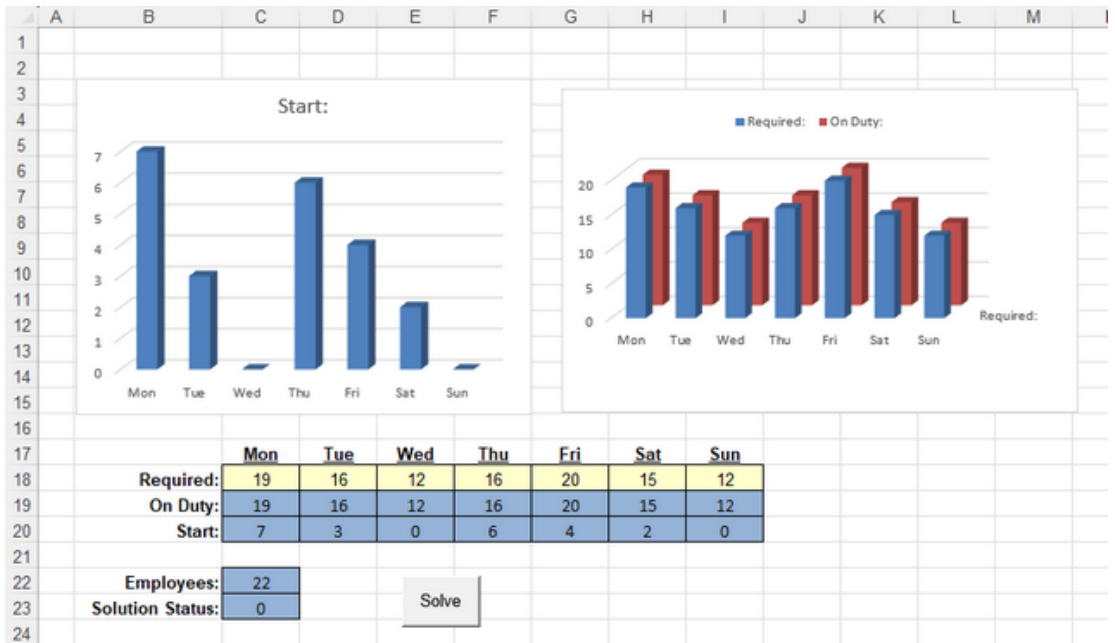 A B C D E F G H I J K L M
1
2
3
4
5
6
7
8
9
10
11
12
13
14
15
16
17
18
19
20
21
22
23
24
Start:
7
6
5
4
3
2
1
0
Mon Tue Wed Thu Fri Sat Sun
Required: On Duty:
20
15
10
5
0
Required:
Mon Tue Wed Thu Fri Sat Sun
Mon Tue Wed Thu Fri Sat Sun
Required: 19 16 12 16 20 15 12
On Duty: 19 16 12 16 20 15 12
Start: 7 3 0 6 4 2 0
Employees: 22
Solution Status: 0
Solve